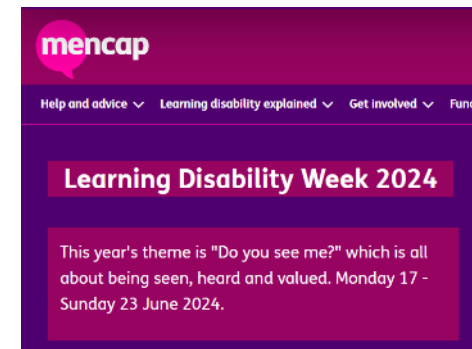 mencap
Help and advice Learning disability explained Get involved
Learning Disability Week 2024
This year's theme is "Do you see me?" which is all
about being seen, heard and valued. Monday 17 -
Sunday 23 June 2024.